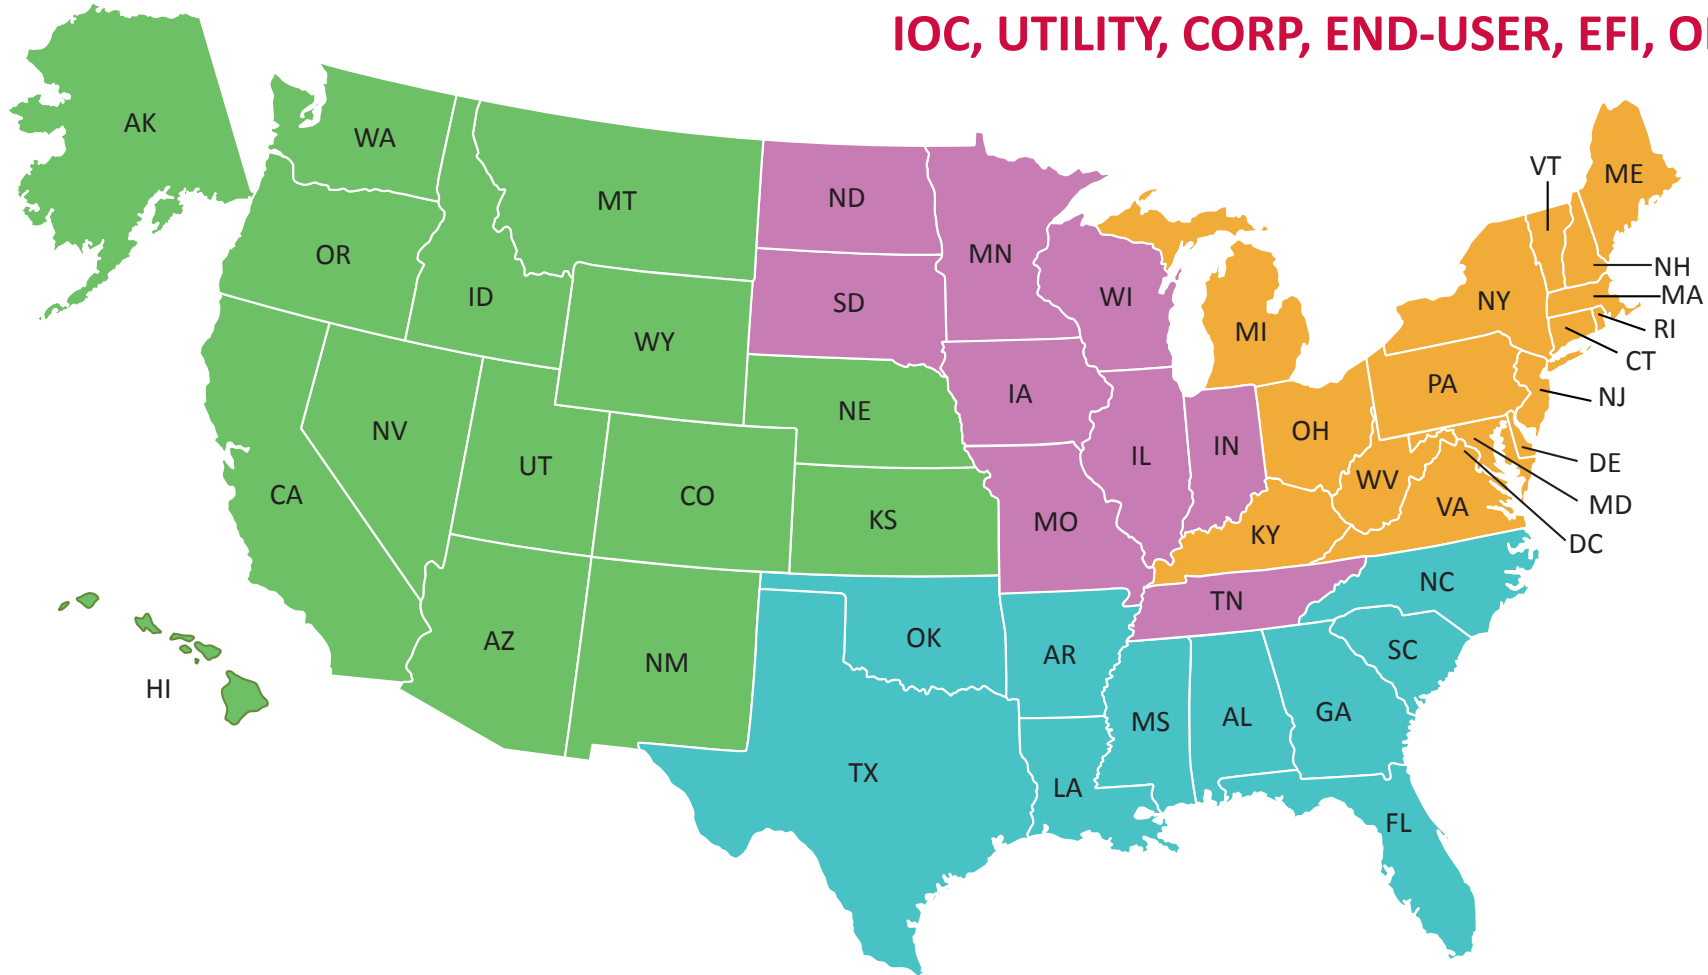 IOC, UTILITY, CORP, END-USER, EFI,
AK
WA
MT
ND
MN
VT
ME
OR
ID
SD
WI
MI
NY
NH
MA
RI
CT
WY
NE
IA
PA
NJ
NV
UT
CO
IL
IN
OH
WV
VA
DE
MD
DC
CA
KS
MO
KY
NC
TN
AZ
NM
OK
AR
SC
HI
MS
AL
GA
TX
LA
FL